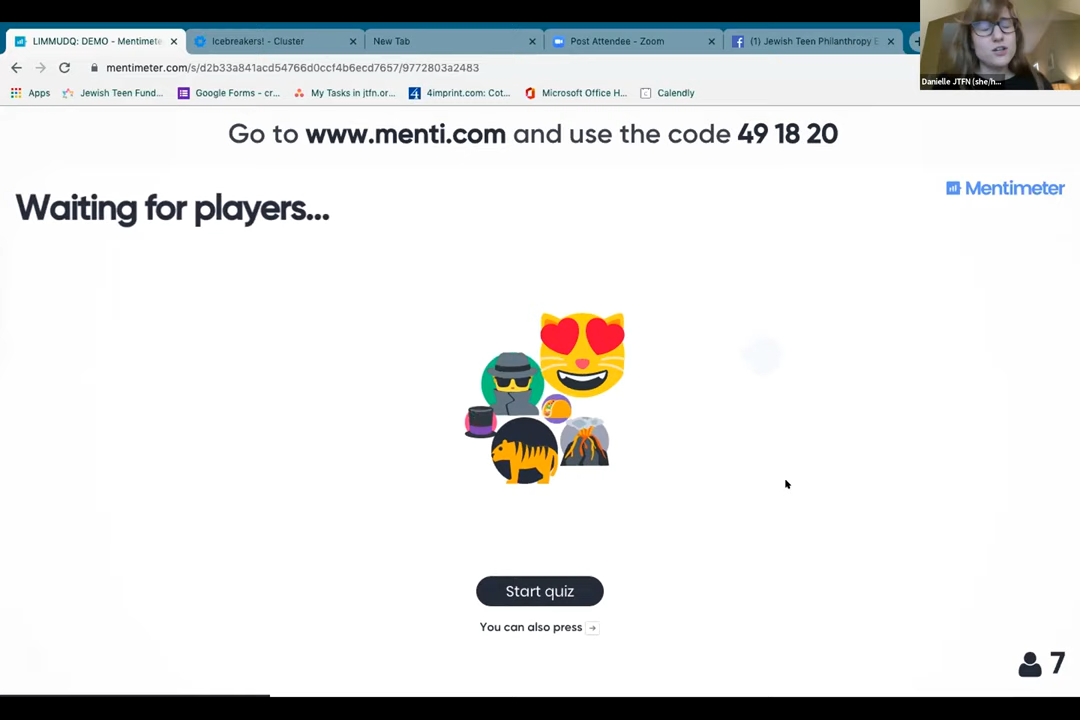 LIMMUDQ: DEMO - Mentimete
Icebreakers! - Cluster
New Tab
Post Attendee - Zoom
(1) Jewish Teen Philanthropy E
mentimeter.com/s/d2b33a841acd54766d0ccf4b6ecd7657/9772803a2483
Apps
Jewish Teen Fund...
Google Forms - cr...
My Tasks in jtfn.or...
4imprint.com: Cot...
Microsoft Office H...
Calendly
Danielle JTFN (she/h...
Go to www.menti.com and use the code 49 18 20
Mentimeter
Waiting for players...
Start quiz
You can also press →
7